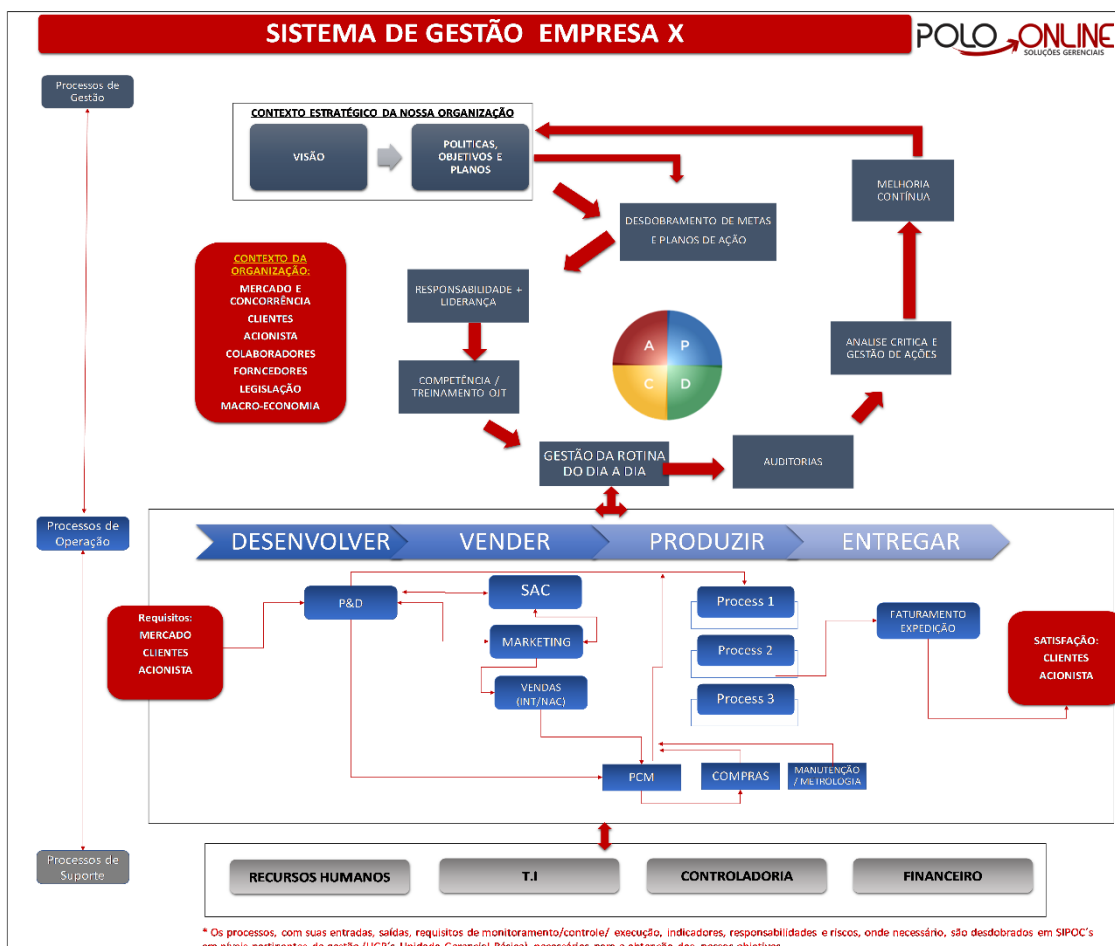 SISTEMA DE GESTÃO EMPRESA X
POLO ONLINE
SOLUÇÕES GERENCIAIS
Processos de
Gestão
CONTEXTO ESTRATÉGICO DA NOSSA ORGANIZAÇÃO
VISÃO
POLITICAS,
OBJETIVOS E
PLANOS
MELHORIA
CONTÍNUA
DESDOBRAMENTO DE METAS
E PLANOS DE AÇÃO
CONTEXTO DA
ORGANIZAÇÃO:
MERCADO E
CONCORRÊNCIA
CLIENTES
ACIONISTA
COLABORADORES
FORNCEDORES
LEGISLAÇÃO
MACRO-ECONOMIA
RESPONSABILIDADE +
LIDERANÇA
A P
C D
ANALISE CRITICA E
GESTÃO DE AÇÕES
COMPETÊNCIA /
TREINAMENTO OJT
GESTÃO DA ROTINA
DO DIA A DIA
AUDITORIAS
Processos de
Operação
DESENVOLVER
VENDER
PRODUZIR
ENTREGAR
Requisitos:
MERCADO
CLIENTES
ACIONISTA
P&D
SAC
MARKETING
VENDAS
(INT/NAC)
Process 1
Process 2
Process 3
FATURAMENTO
EXPEDIÇÃO
SATISFAÇÃO:
CLIENTES
ACIONISTA
PCM
COMPRAS
MANUTENÇÃO
/ METROLOGIA
Processos de
Suporte
RECURSOS HUMANOS
T.I
CONTROLADORIA
FINANCEIRO
* Os processos, com suas entradas, saídas, requisitos de monitoramento/controle/ execução, indicadores, responsabilidades e riscos, onde necessário, são desdobrados em SIPOC´s